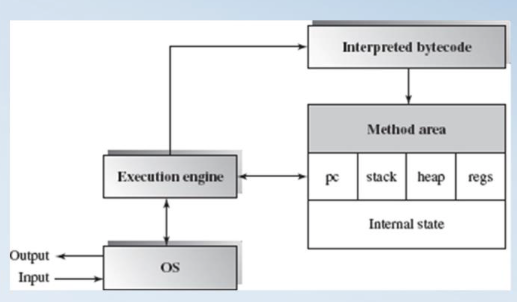 Interpreted bytecode
Method area
Execution engine
pc
stack
heap
regs
Internal state
Output
Input
OS